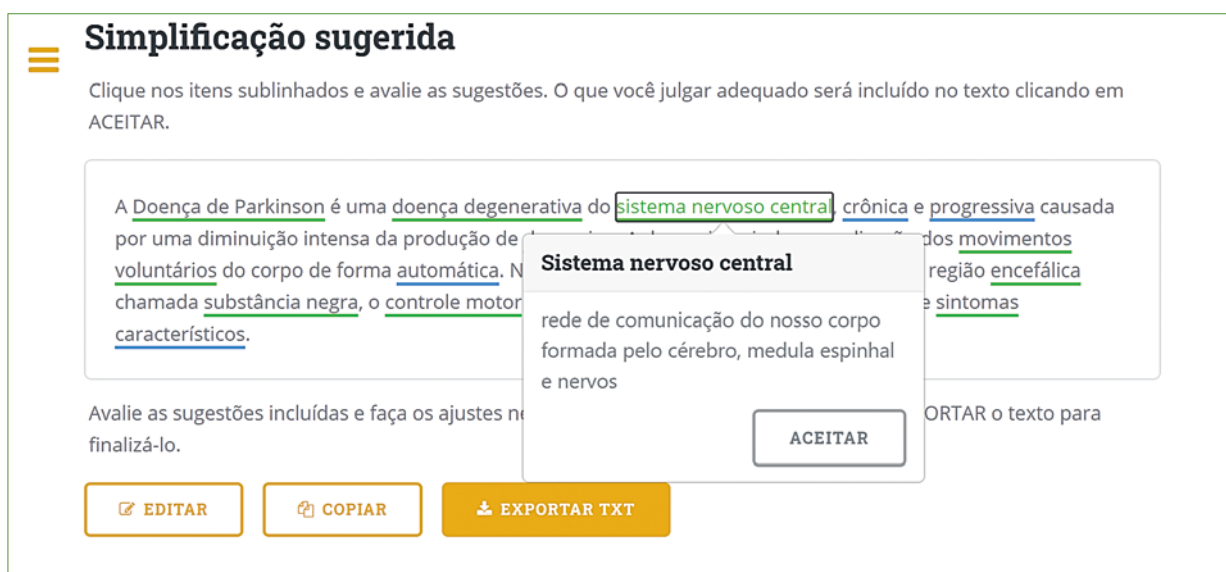 Simplificação sugerida
Clique nos itens sublinhados e avalie as sugestões. O que você julgar adequado será incluído no texto clicando em
ACEITAR.
A Doença de Parkinson é uma doença degenerativa do sistema nervoso central, crônica e progressiva causada
por uma diminuição intensa da produção de dos movimentos
voluntários do corpo de forma automática. N região encefálica
chamada substância negra, o controle motor e sintomas
característicos.
Sistema nervoso central
rede de comunicação do nosso corpo
formada pelo cérebro, medula espinhal
e nervos
ACEITAR
Avalie as sugestões incluídas e faça os ajustes ne ORTAR o texto para
finalizá-lo.
EDITAR
COPIAR
EXPORTAR TXT